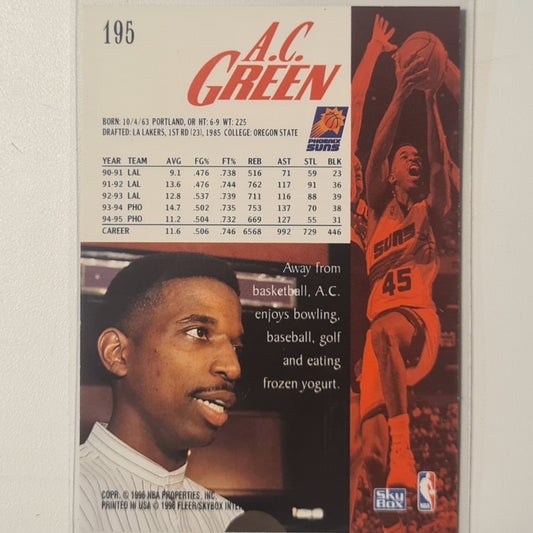 195
A.C.
GREEN
BORN: 10/4/63 PORTLAND, OR HT: 6-9 WT: 225
DRAFTED: LA LAKERS, 1ST RD (23), 1985 COLLEGE: OREGON STATE
PHOENIX
SUNS
YEAR TEAM AVG FG% FT% REB AST STL BLK
90-91 LAL 9.1 .476 .738 516 71 59 23
91-92 LAL 13.6 .476 .744 762 117 91 36
92-93 LAL 12.8 .537 .739 711 116 88 39
93-94 PHO 14.7 .502 .735 753 137 70 38
94-95 PHO 11.2 .504 .732 669 127 55 31
CAREER 11.6 .506 .746 6568 992 729 446
Away from
basketball, A.C.
enjoys bowling,
baseball, golf
and eating
frozen yogurt.
SUNS
45
COPR. © 1996 NBA PROPERTIES, INC.
PRINTED IN USA © 1996 FLEER/SKYBOX INTER
SKY
BOX
NBA